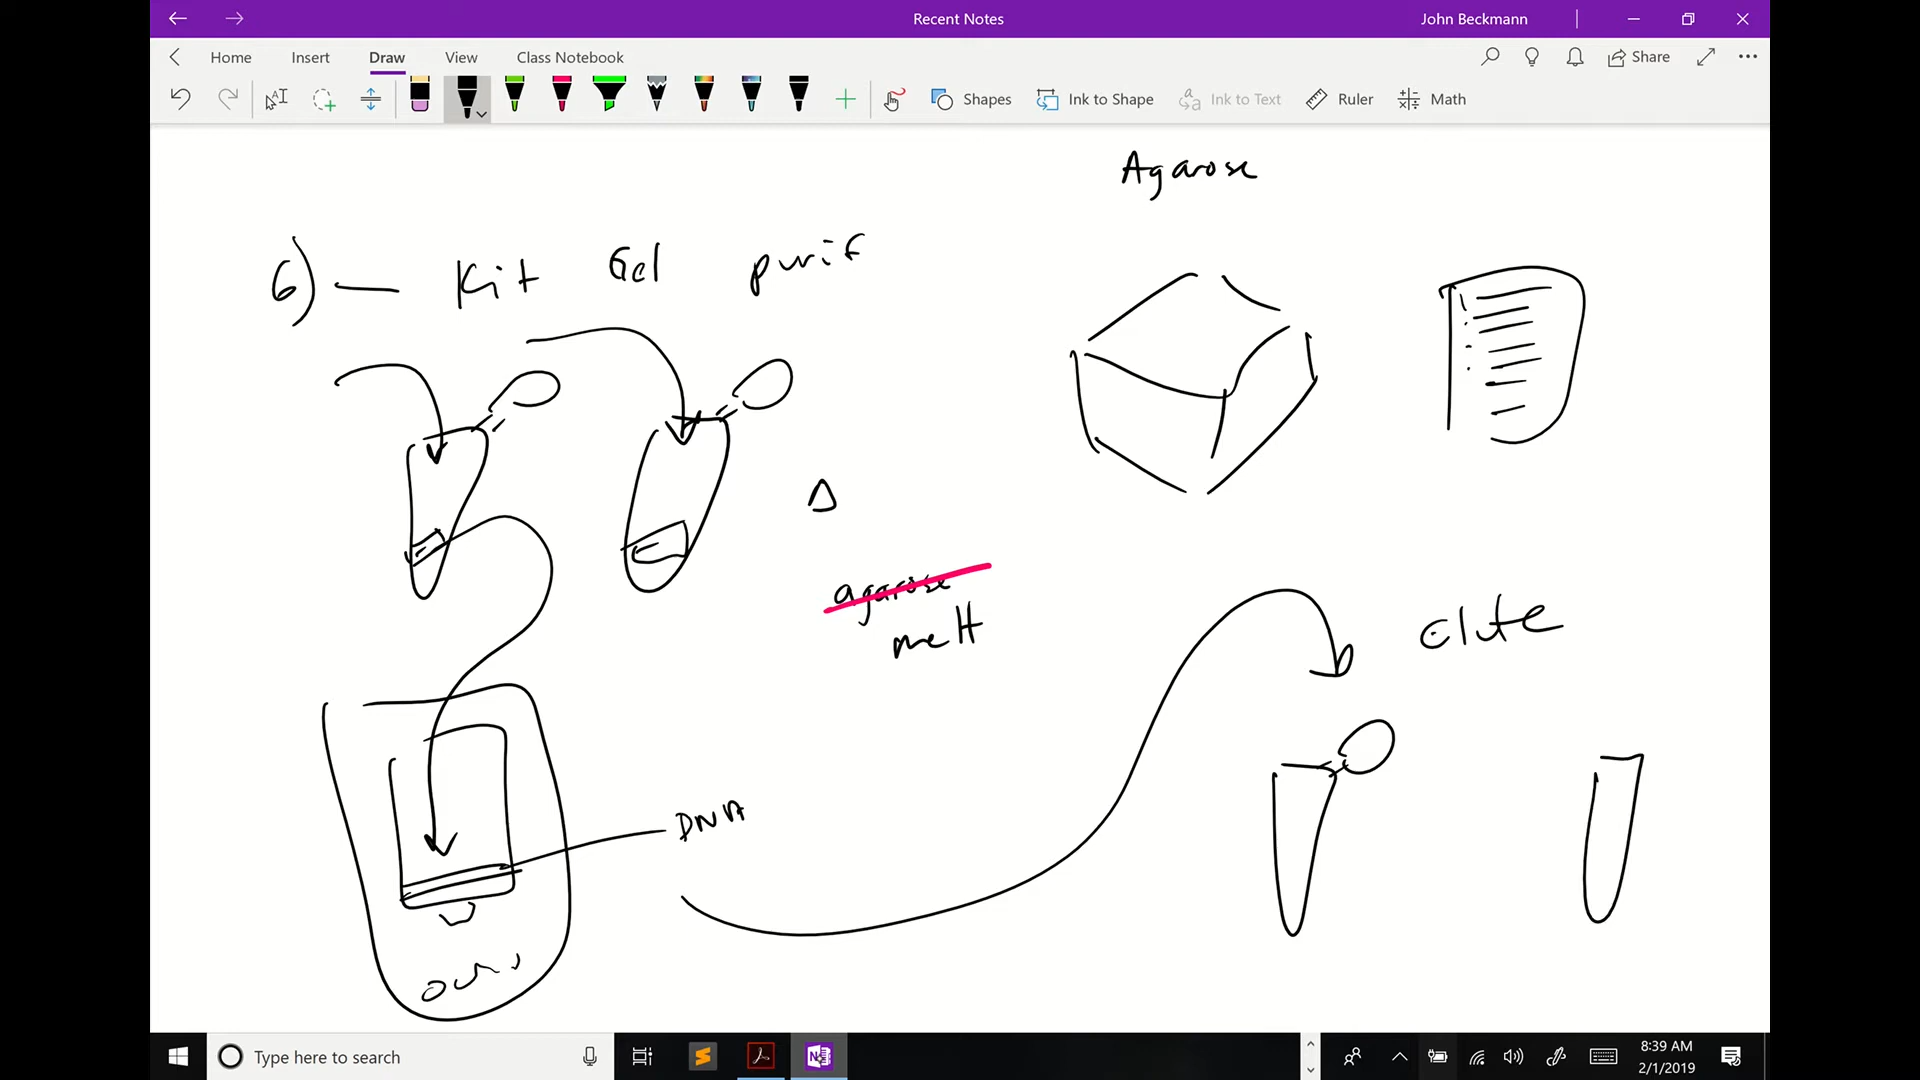 Recent Notes
John Beckmann
Home Insert Draw View Class Notebook
Share
Shapes Ink to Shape Ink to Text Ruler Math
Agarose
6) — Kit Gel purif
Δ
agarose
melt
Elute
DNA
Type here to search
8:39 AM
2/1/2019